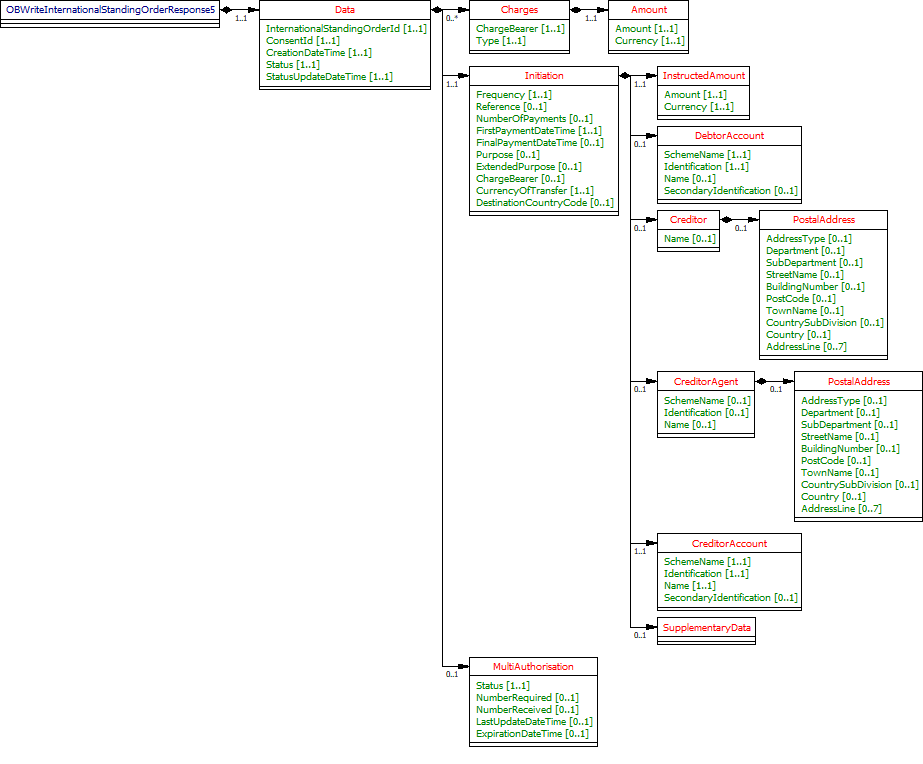 OBWriteInternationalStandingOrderResponse5
1..1
Data
InternationalStandingOrderId [1..1]
ConsentId [1..1]
CreationDateTime [1..1]
Status [1..1]
StatusUpdateDateTime [1..1]
0..*
Charges
ChargeBearer [1..1]
Type [1..1]
1..1
Amount
Amount [1..1]
Currency [1..1]
1..1
Initiation
Frequency [1..1]
Reference [0..1]
NumberOfPayments [0..1]
FirstPaymentDateTime [1..1]
FinalPaymentDateTime [0..1]
Purpose [0..1]
ExtendedPurpose [0..1]
ChargeBearer [0..1]
CurrencyOfTransfer [1..1]
DestinationCountryCode [0..1]
1..1
InstructedAmount
Amount [1..1]
Currency [1..1]
0..1
DebtorAccount
SchemeName [1..1]
Identification [1..1]
Name [0..1]
SecondaryIdentification [0..1]
0..1
Creditor
Name [0..1]
0..1
PostalAddress
AddressType [0..1]
Department [0..1]
SubDepartment [0..1]
StreetName [0..1]
BuildingNumber [0..1]
PostCode [0..1]
TownName [0..1]
CountrySubDivision [0..1]
Country [0..1]
AddressLine [0..7]
0..1
CreditorAgent
SchemeName [0..1]
Identification [0..1]
Name [0..1]
0..1
PostalAddress
AddressType [0..1]
Department [0..1]
SubDepartment [0..1]
StreetName [0..1]
BuildingNumber [0..1]
PostCode [0..1]
TownName [0..1]
CountrySubDivision [0..1]
Country [0..1]
AddressLine [0..7]
1..1
CreditorAccount
SchemeName [1..1]
Identification [1..1]
Name [1..1]
SecondaryIdentification [0..1]
0..1
SupplementaryData
0..1
MultiAuthorisation
Status [1..1]
NumberRequired [0..1]
NumberReceived [0..1]
LastUpdateDateTime [0..1]
ExpirationDateTime [0..1]